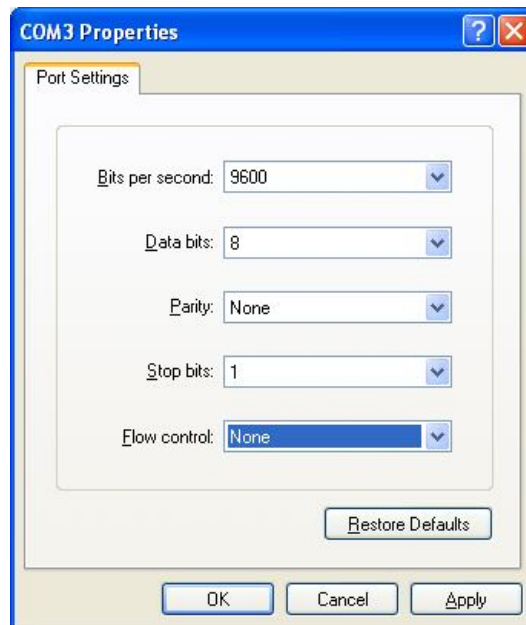 COM3 Properties
Port Settings
Bits per second: 9600
Data bits: 8
Parity: None
Stop bits: 1
Flow control: None
Restore Defaults
OK Cancel Apply